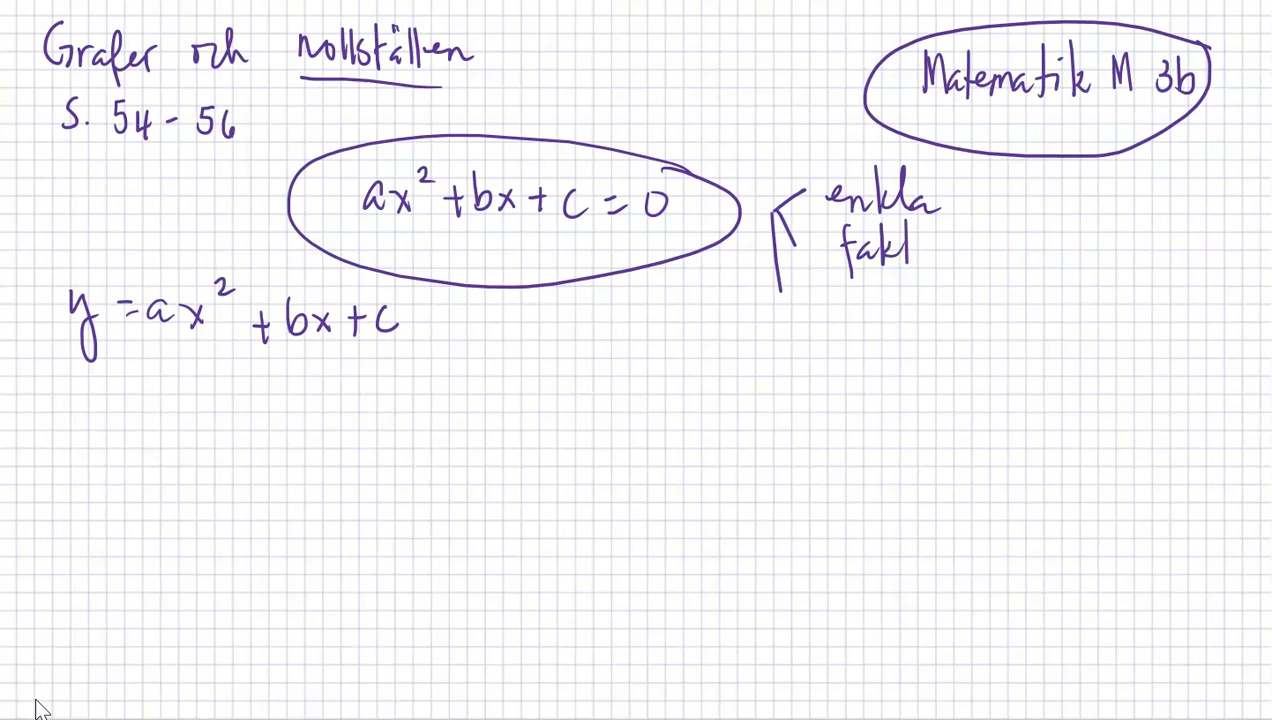 Grafer och nollställen
Matematik M 3b
S. 54 - 56
ax² + bx + c = 0
enkla
fakt
y = ax² + bx + c